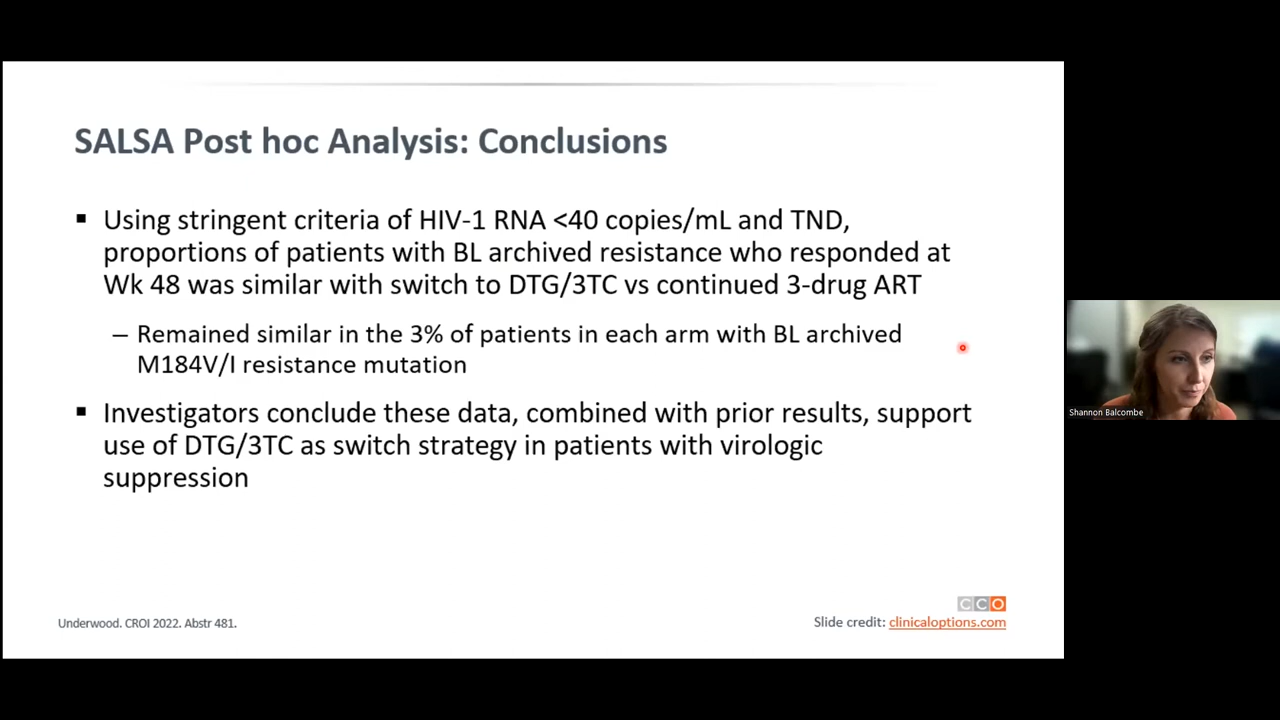 SALSA Post hoc Analysis: Conclusions
▪ Using stringent criteria of HIV-1 RNA <40 copies/mL and TND,
proportions of patients with BL archived resistance who responded at
Wk 48 was similar with switch to DTG/3TC vs continued 3-drug ART
– Remained similar in the 3% of patients in each arm with BL archived
M184V/I resistance mutation
▪ Investigators conclude these data, combined with prior results, support
use of DTG/3TC as switch strategy in patients with virologic
suppression
Shannon Balcombe
Underwood. CROI 2022. Abstr 481.
CCO
Slide credit: clinicaloptions.com